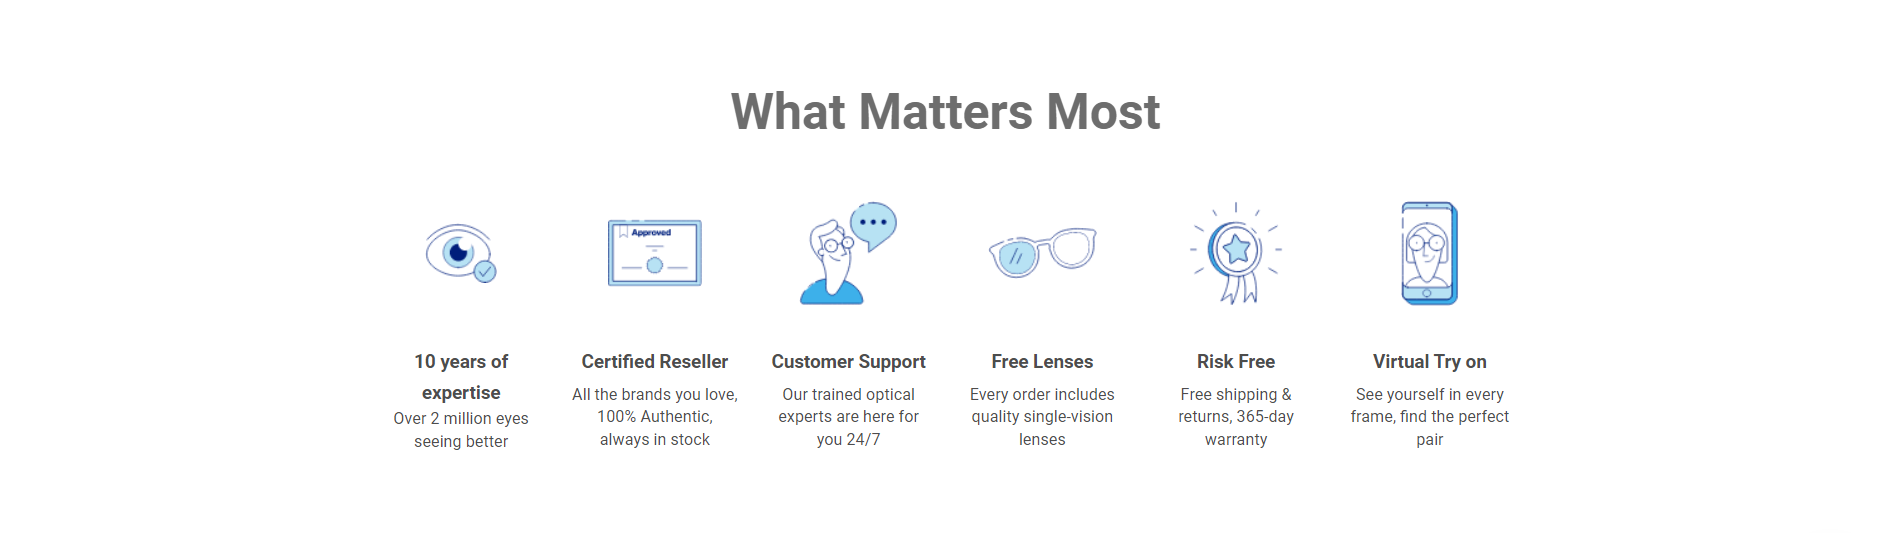 What Matters Most
Approved
10 years of
expertise
Over 2 million eyes
seeing better
Certified Reseller
All the brands you love,
100% Authentic,
always in stock
Customer Support
Our trained optical
experts are here for
you 24/7
Free Lenses
Every order includes
quality single-vision
lenses
Risk Free
Free shipping &
returns, 365-day
warranty
Virtual Try on
See yourself in every
frame, find the perfect
pair